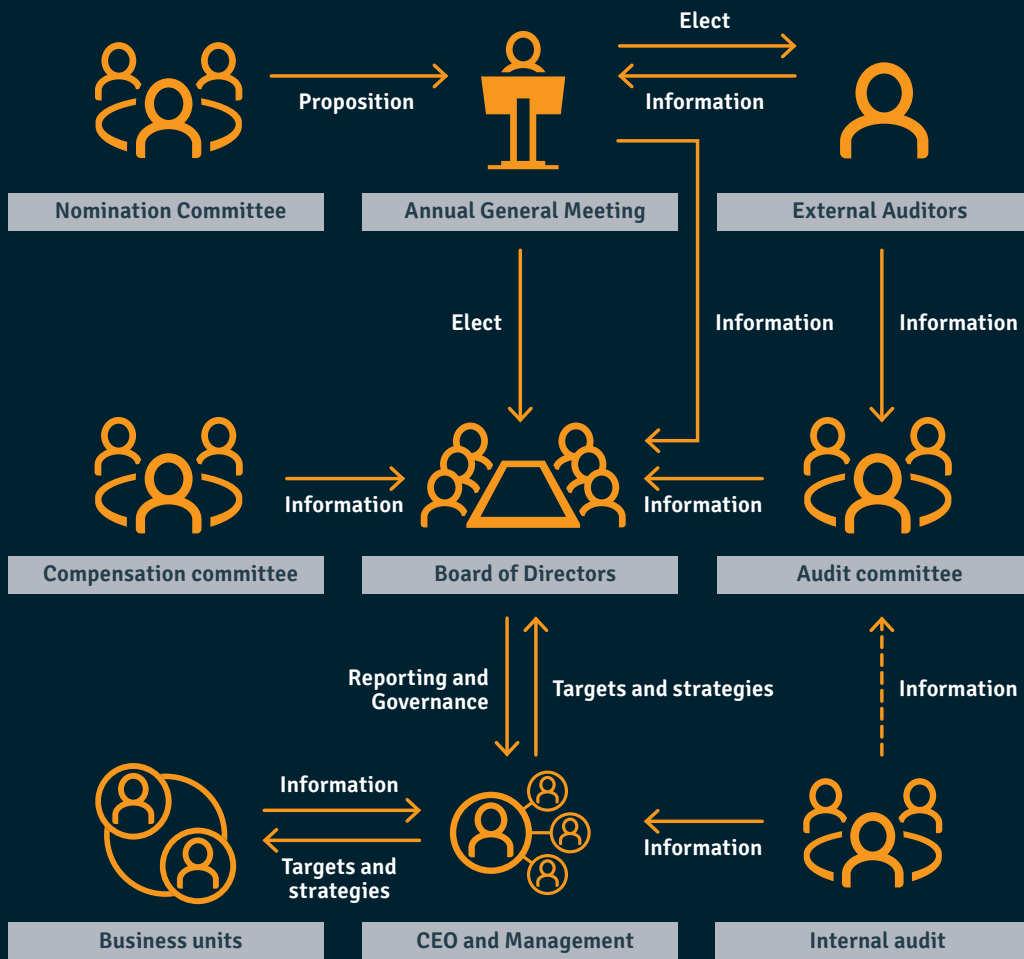 Elect
Proposition
Information
Nomination Committee
Annual General Meeting
External Auditors
Elect
Information
Information
Information
Information
Compensation committee
Board of Directors
Audit committee
Reporting and
Governance
Targets and strategies
Information
Information
Targets and
strategies
Information
Business units
CEO and Management
Internal audit